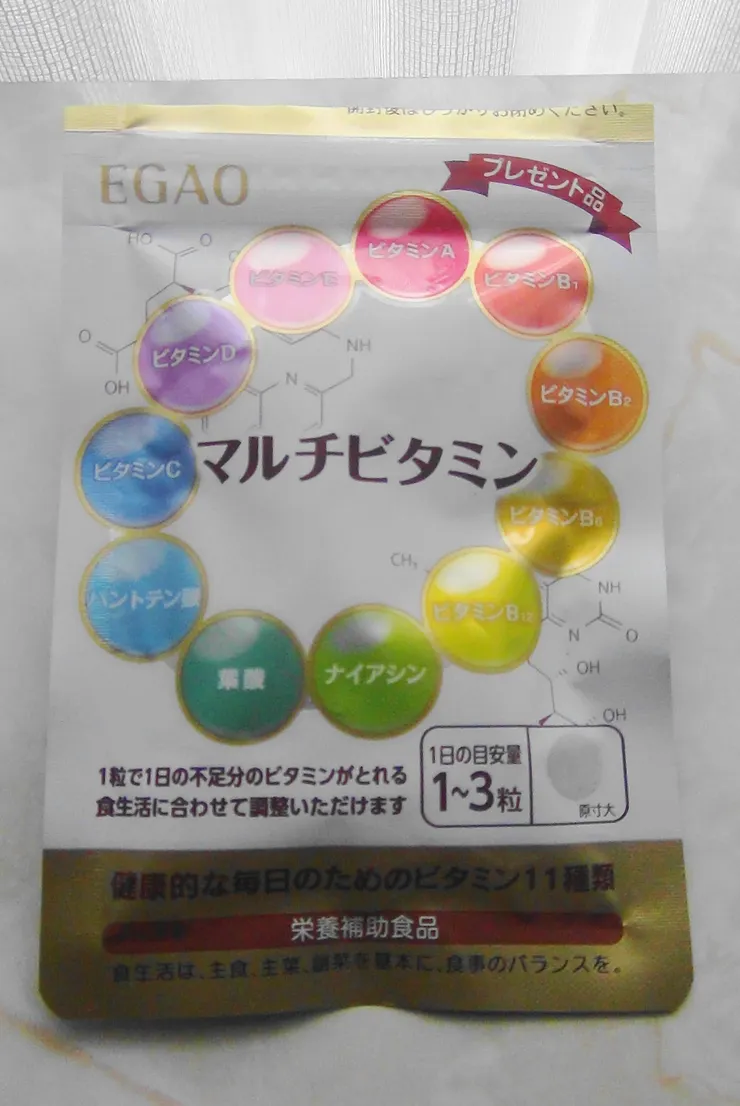 開封後はしっかりお閉めください。
EGAO
プレゼント品
ビタミンA
ビタミンE
ビタミンB1
ビタミンD
ビタミンB2
ビタミンC
マルチビタミン
ビタミンB6
パントテン酸
ビタミンB12
葉酸
ナイアシン
HO
O
O
OH
NH
N
CH₃
NH
N
O
OH
OH
1粒で1日の不足分のビタミンがとれる
食生活に合わせて調整いただけます
1日の目安量
1~3粒
原寸大
健康的な毎日のためのビタミン11種類
栄養補助食品
食生活は、主食、主菜、副菜を基本に、食事のバランスを。